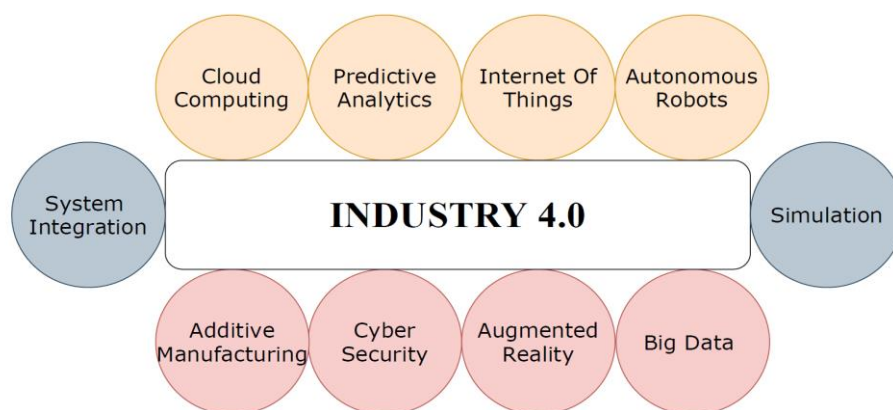 Cloud
Computing
Predictive
Analytics
Internet Of
Things
Autonomous
Robots
System
Integration
INDUSTRY 4.0
Simulation
Additive
Manufacturing
Cyber
Security
Augmented
Reality
Big Data